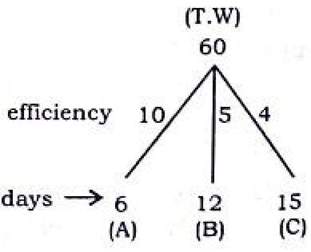 (T.W)
60
efficiency 10 5 4
days → 6 12 15
(A) (B) (C)